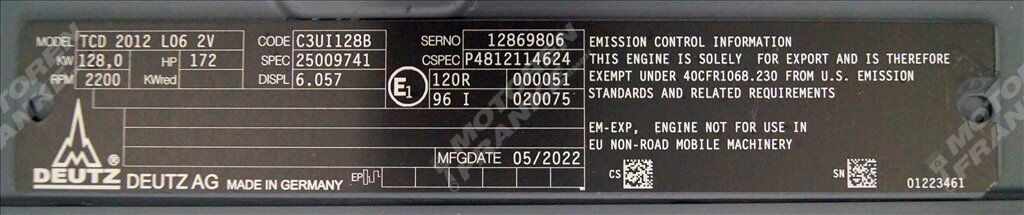 MODEL TCD 2012 L06 2V CODE C3UI128B SERNO 12869806
KW 128,0 HP 172 SPEC 25009741 CSPEC P4812114624
RPM 2200 KWred DISPL 6.057 E1 120R 000051
96 I 020075
MFGDATE 05/2022
DEUTZ ® DEUTZ AG MADE IN GERMANY EP
EMISSION CONTROL INFORMATION
THIS ENGINE IS SOLELY FOR EXPORT AND IS THEREFORE
EXEMPT UNDER 40CFR1068.230 FROM U.S. EMISSION
STANDARDS AND RELATED REQUIREMENTS
EM-EXP, ENGINE NOT FOR USE IN
EU NON-ROAD MOBILE MACHINERY
CS SN 01223461
MOTOREN
FRANKEN